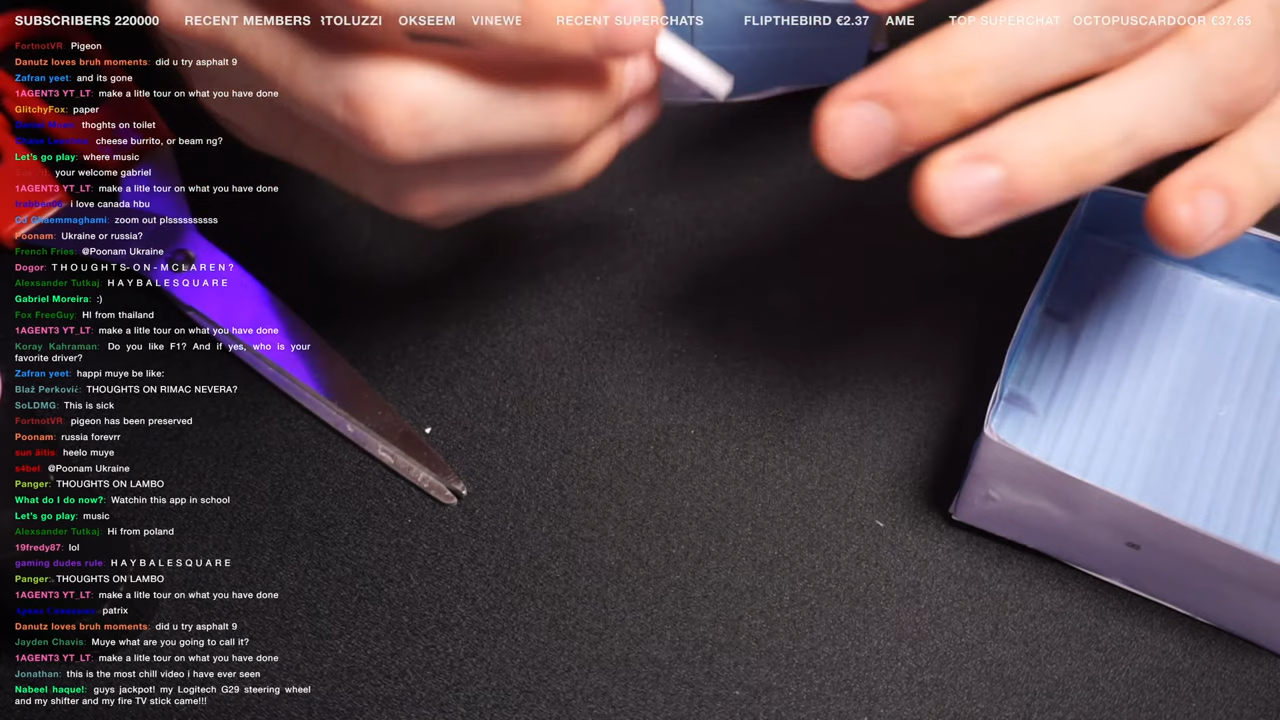 SUBSCRIBERS 220000 RECENT MEMBERS RTOLUZZI OKSEEM VINEWE RECENT SUPERCHATS FLIPTHEBIRD €2.37 AME TOP SUPERCHAT OCTOPUSCARDOOR €37.65
FortnotVR: Pigeon
Danutz loves bruh moments: did u try asphalt 9
Zafran yeet: and its gone
1AGENT3 YT_LT: make a litle tour on what you have done
GlitchyFox: paper
thoghts on toilet
cheese burrito, or beam ng?
Let's go play: where music
your welcome gabriel
1AGENT3 YT_LT: make a litle tour on what you have done
i love canada hbu
Ghaemmaghami: zoom out plssssssssss
Poonam: Ukraine or russia?
French Fries: @Poonam Ukraine
Dogor: T H O U G H T S - O N - M C L A R E N ?
Alexsander Tutkaj: H A Y B A L E S Q U A R E
Gabriel Moreira: :)
Fox FreeGuy: HI from thailand
1AGENT3 YT_LT: make a litle tour on what you have done
Koray Kahraman: Do you like F1? And if yes, who is your
favorite driver?
Zafran yeet: happi muye be like:
Blaž Perković: THOUGHTS ON RIMAC NEVERA?
SoLDMG: This is sick
FortnotVR: pigeon has been preserved
Poonam: russia forevrr
sun äitis: heelo muye
s4bel: @Poonam Ukraine
Panger: THOUGHTS ON LAMBO
What do I do now?: Watchin this app in school
Let's go play: music
Alexsander Tutkaj: Hi from poland
19fredy87: lol
gaming dudes rule: H A Y B A L E S Q U A R E
Panger: THOUGHTS ON LAMBO
1AGENT3 YT_LT: make a litle tour on what you have done
patrix
Danutz loves bruh moments: did u try asphalt 9
Jayden Chavis: Muye what are you going to call it?
1AGENT3 YT_LT: make a litle tour on what you have done
Jonathan: this is the most chill video i have ever seen
Nabeel haque!: guys jackpot! my Logitech G29 steering wheel
and my shifter and my fire TV stick came!!!